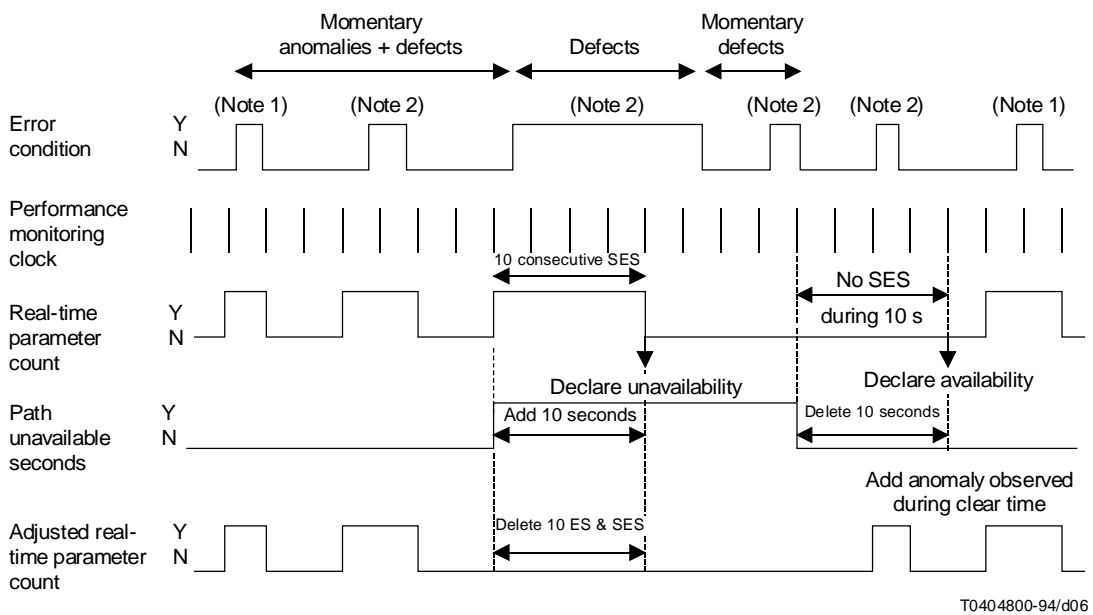 Momentary
anomalies + defects
Defects
Momentary
defects
(Note 1)
(Note 2)
(Note 2)
(Note 2)
(Note 2)
(Note 1)
Error
condition
Y
N
Performance
monitoring
clock
10 consecutive SES
No SES
during 10 s
Real-time
parameter
count
Y
N
Declare unavailability
Declare availability
Path
unavailable
seconds
Y
N
Add 10 seconds
Delete 10 seconds
Add anomaly observed
during clear time
Adjusted real-
time parameter
count
Y
N
Delete 10 ES & SES
T0404800-94/d06